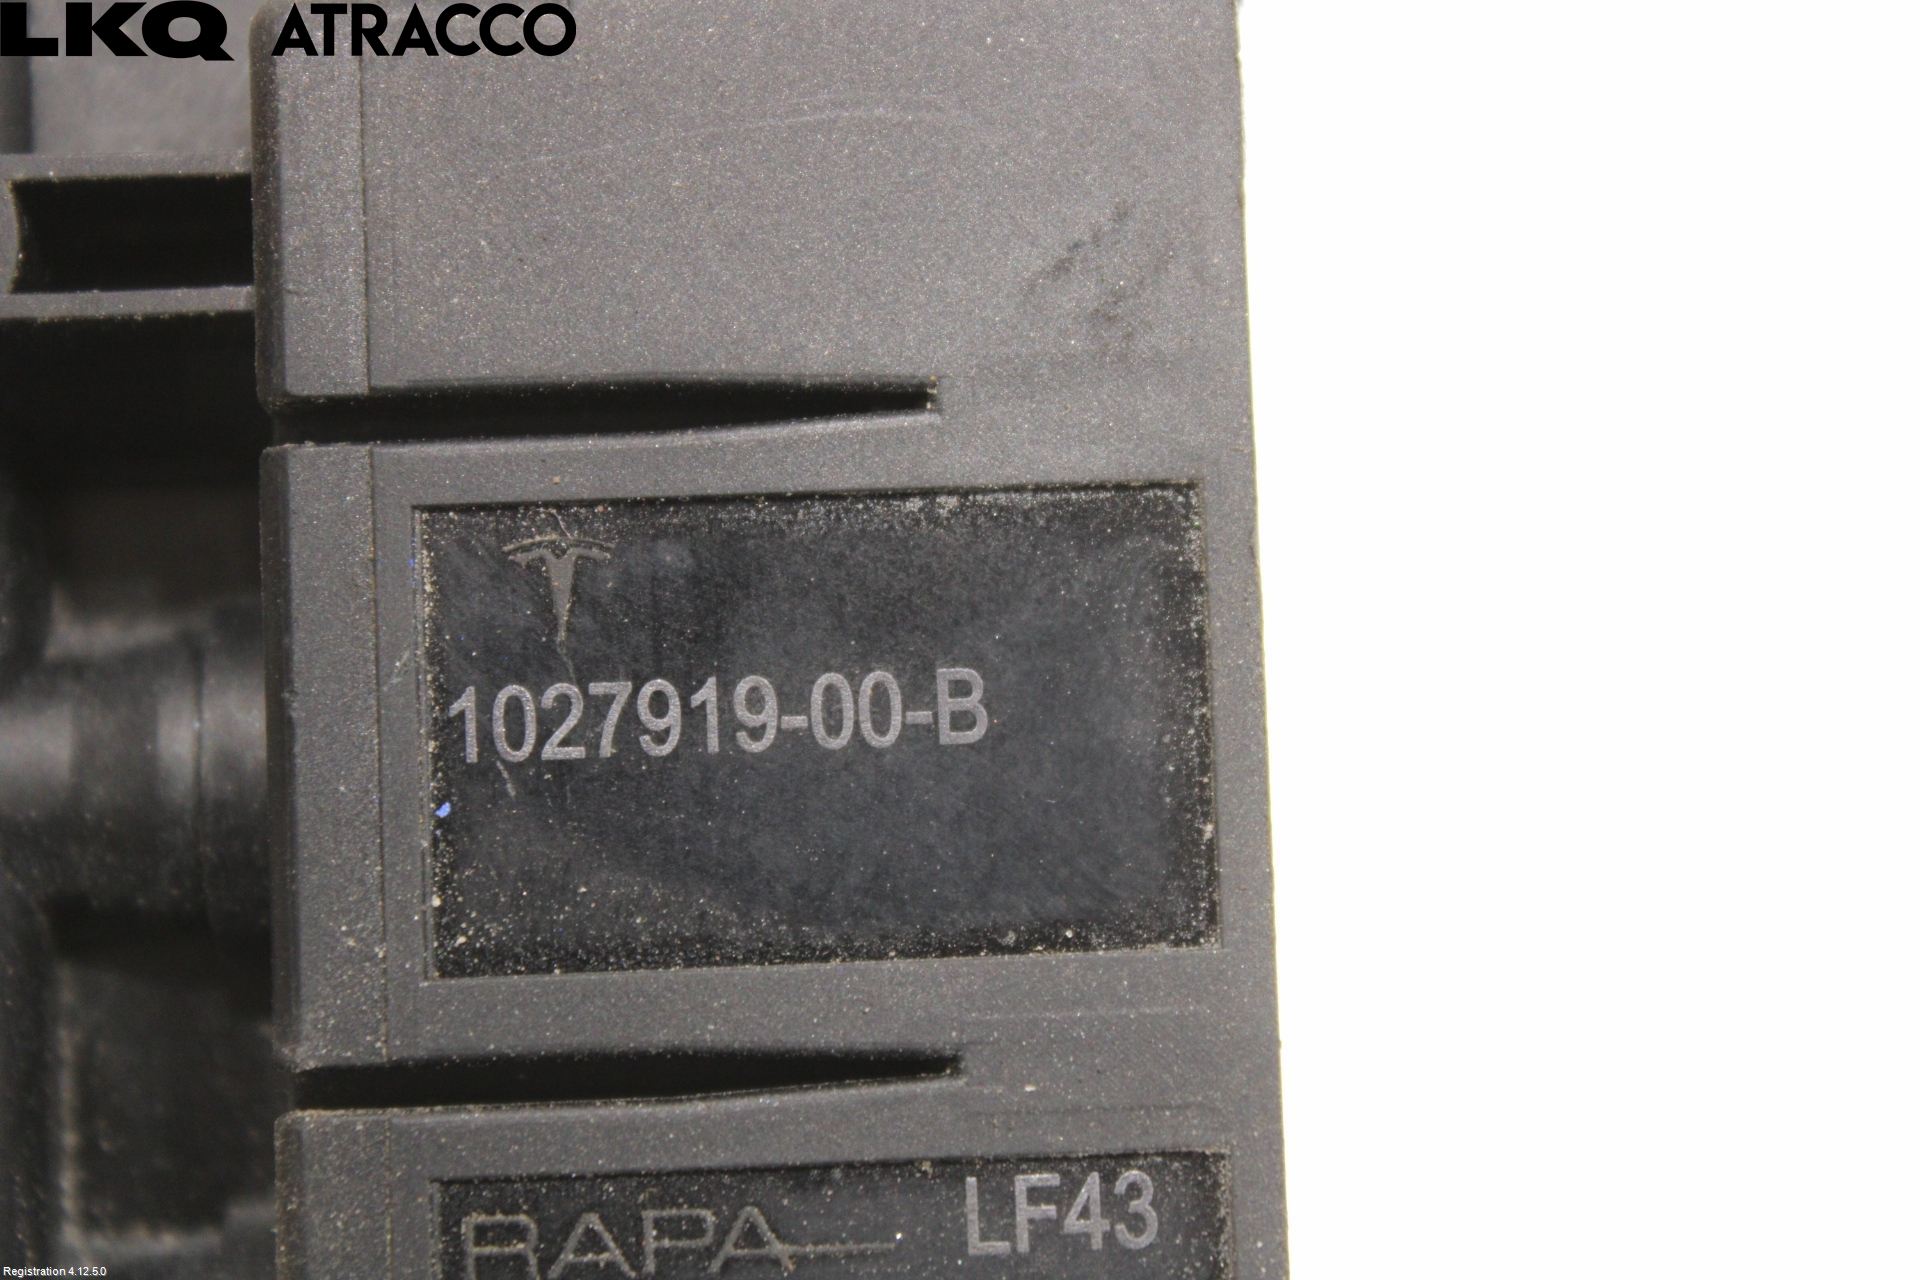 LKQ ATRACCO
1027919-00-B
RAPA LF43
Registration 4.12.5.0